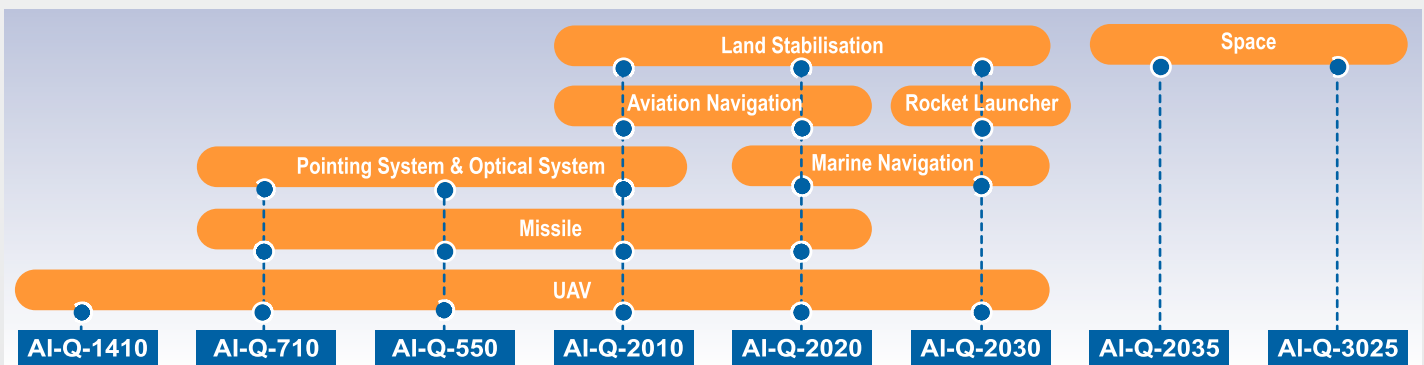 Land Stabilisation
Space
Aviation Navigation
Rocket Launcher
Pointing System & Optical System
Marine Navigation
Missile
UAV
AI-Q-1410
AI-Q-710
AI-Q-550
AI-Q-2010
AI-Q-2020
AI-Q-2030
AI-Q-2035
AI-Q-3025